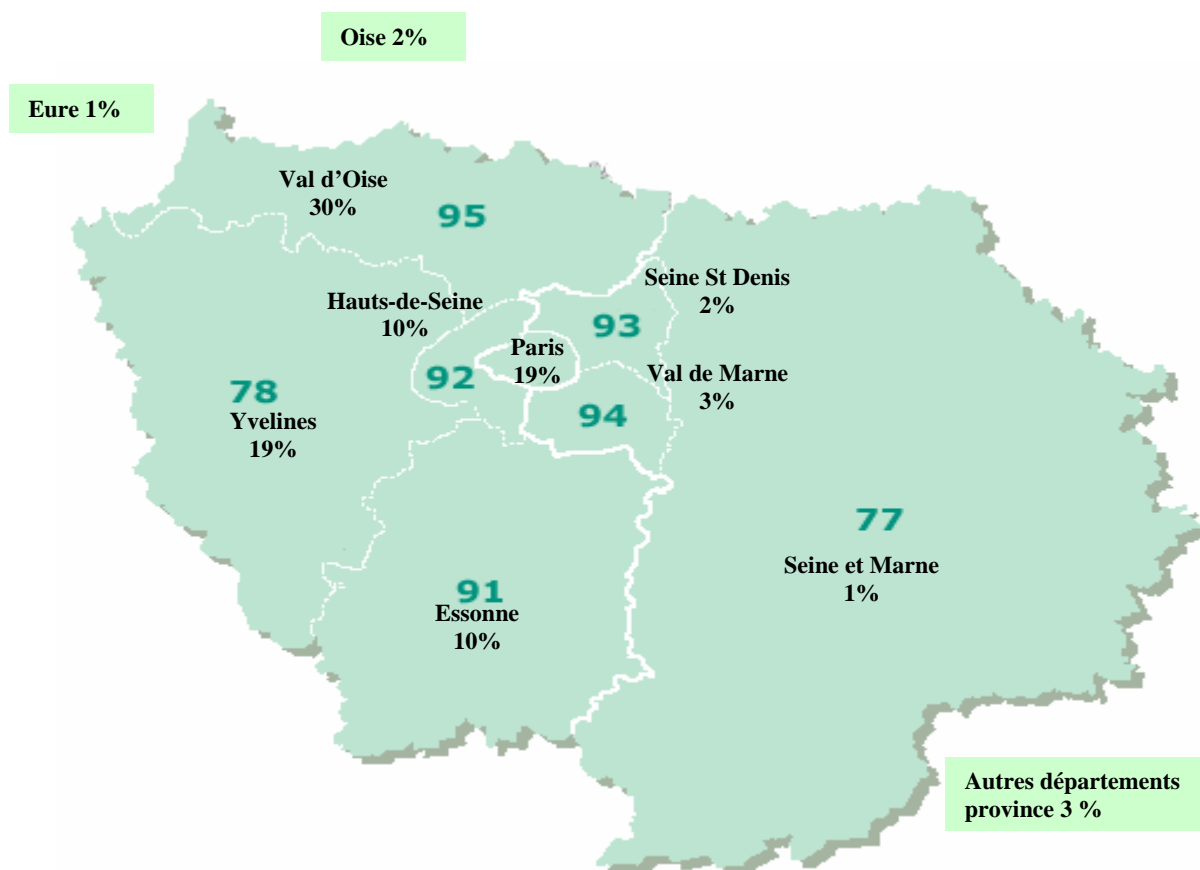 Oise 2%
Eure 1%
Val d’Oise
30%
95
Hauts-de-Seine
10%
Seine St Denis
2%
93
Paris
19%
92
Val de Marne
3%
94
78
Yvelines
19%
77
Seine et Marne
1%
91
Essonne
10%
Autres départements
province 3 %